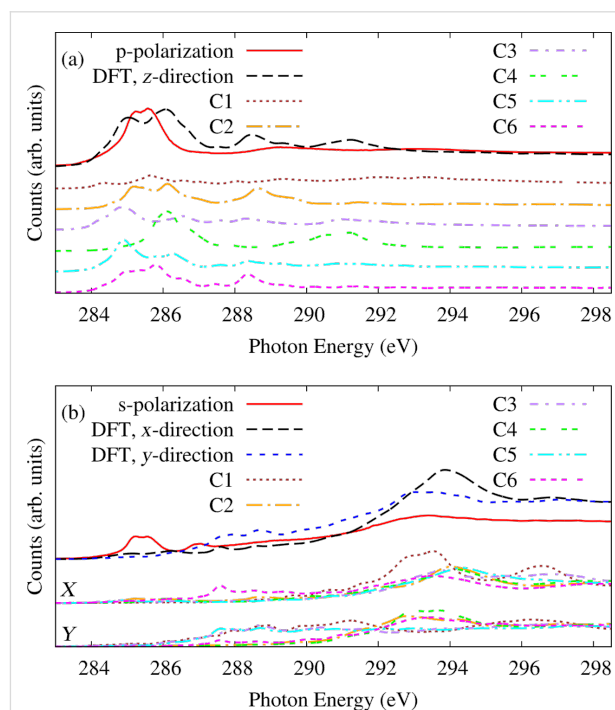 (a)
p-polarization
DFT, z-direction
C1
C2
C3
C4
C5
C6
Counts (arb. units)
284 286 288 290 292 294 296 298
Photon Energy (eV)
(b)
s-polarization
DFT, x-direction
DFT, y-direction
C1
C2
C3
C4
C5
C6
Counts (arb. units)
X
Y
284 286 288 290 292 294 296 298
Photon Energy (eV)